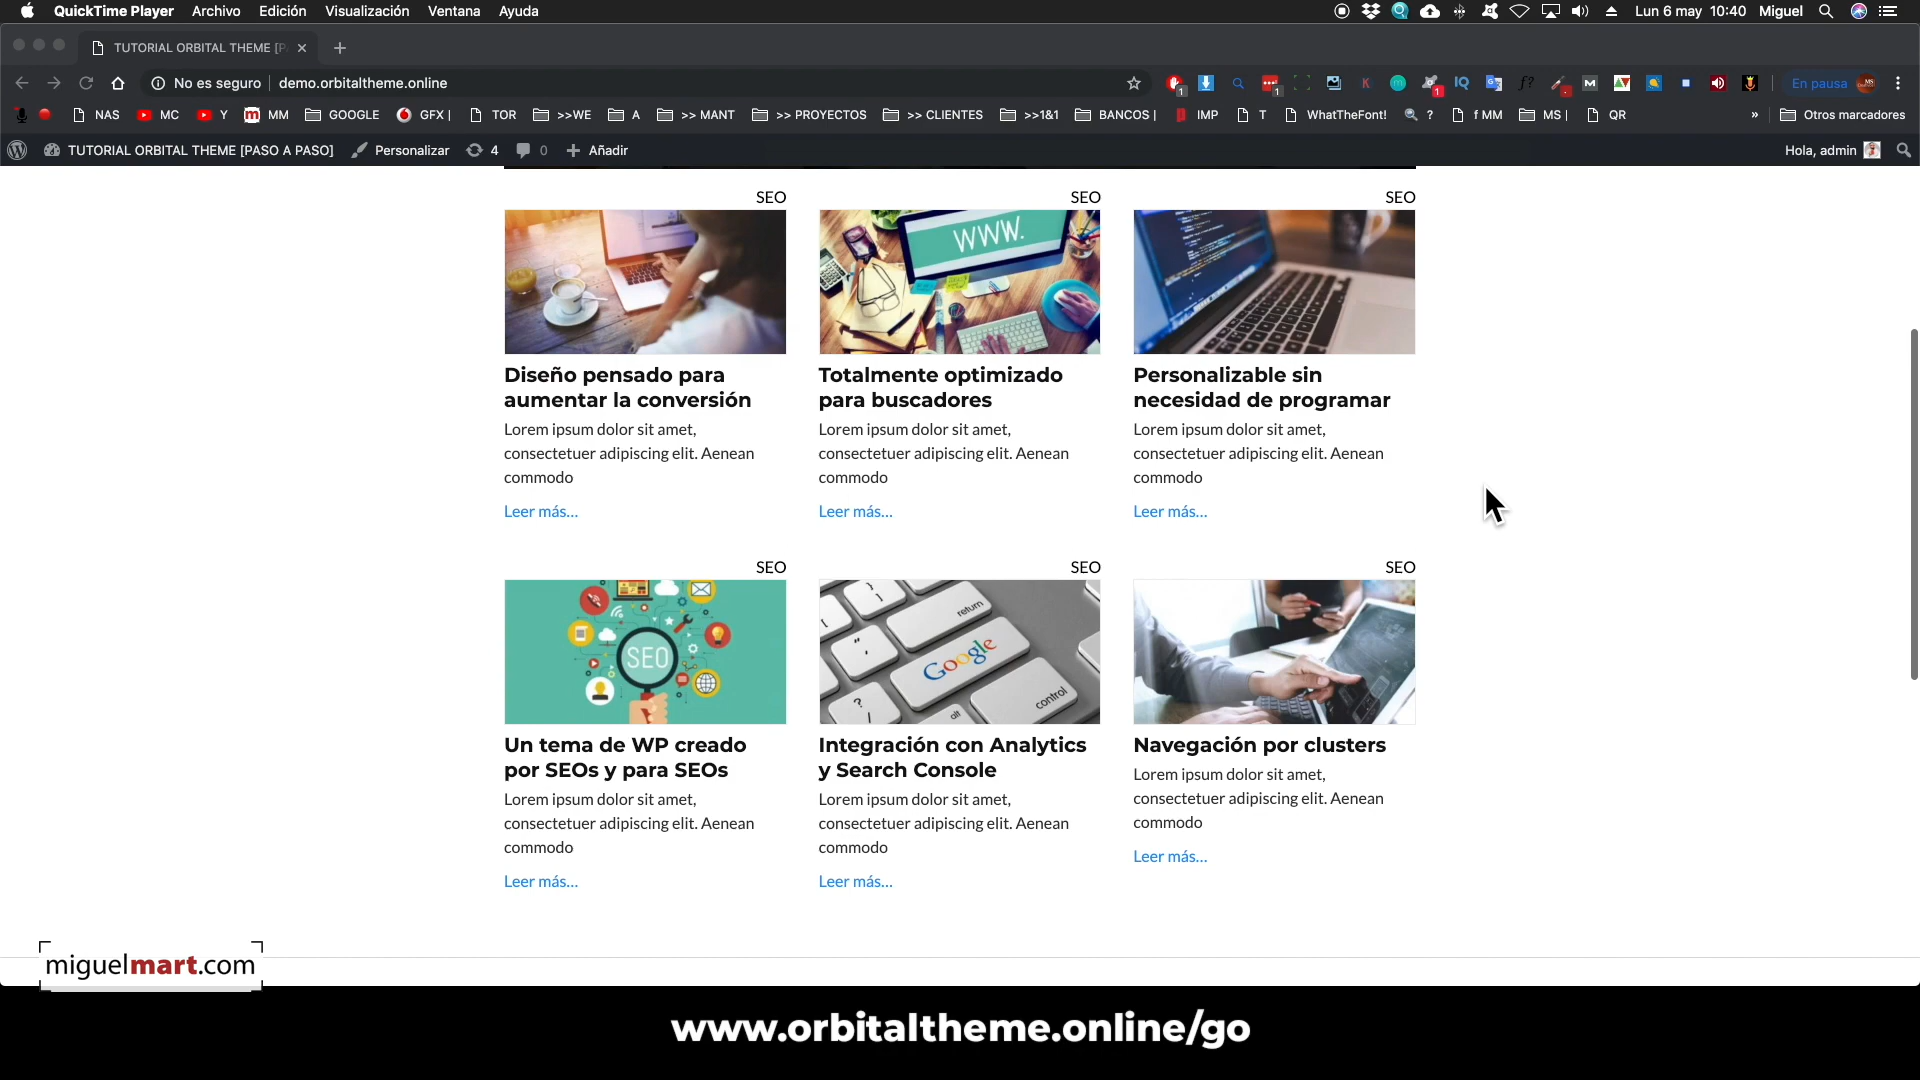 QuickTime Player Archivo Edición Visualización Ventana Ayuda Lun 6 may 10:40 Miguel
TUTORIAL ORBITAL THEME [P
No es seguro demo.orbitaltheme.online En pausa
NAS MC Y MM GOOGLE GFX | TOR >>WE A >> MANT >> PROYECTOS >> CLIENTES >>1&1 BANCOS | IMP T WhatTheFont! ? f MM MS | QR » Otros marcadores
TUTORIAL ORBITAL THEME [PASO A PASO] Personalizar 4 0 Añadir Hola, admin
SEO SEO SEO
WWW.
Diseño pensado para
aumentar la conversión
Lorem ipsum dolor sit amet,
consectetuer adipiscing elit. Aenean
commodo
Leer más...
Totalmente optimizado
para buscadores
Lorem ipsum dolor sit amet,
consectetuer adipiscing elit. Aenean
commodo
Leer más...
Personalizable sin
necesidad de programar
Lorem ipsum dolor sit amet,
consectetuer adipiscing elit. Aenean
commodo
Leer más...
SEO SEO SEO
SEO
return
Google
control
alt
Un tema de WP creado
por SEOs y para SEOs
Lorem ipsum dolor sit amet,
consectetuer adipiscing elit. Aenean
commodo
Leer más...
Integración con Analytics
y Search Console
Lorem ipsum dolor sit amet,
consectetuer adipiscing elit. Aenean
commodo
Leer más...
Navegación por clusters
Lorem ipsum dolor sit amet,
consectetuer adipiscing elit. Aenean
commodo
Leer más...
miguelmart.com
www.orbitaltheme.online/go